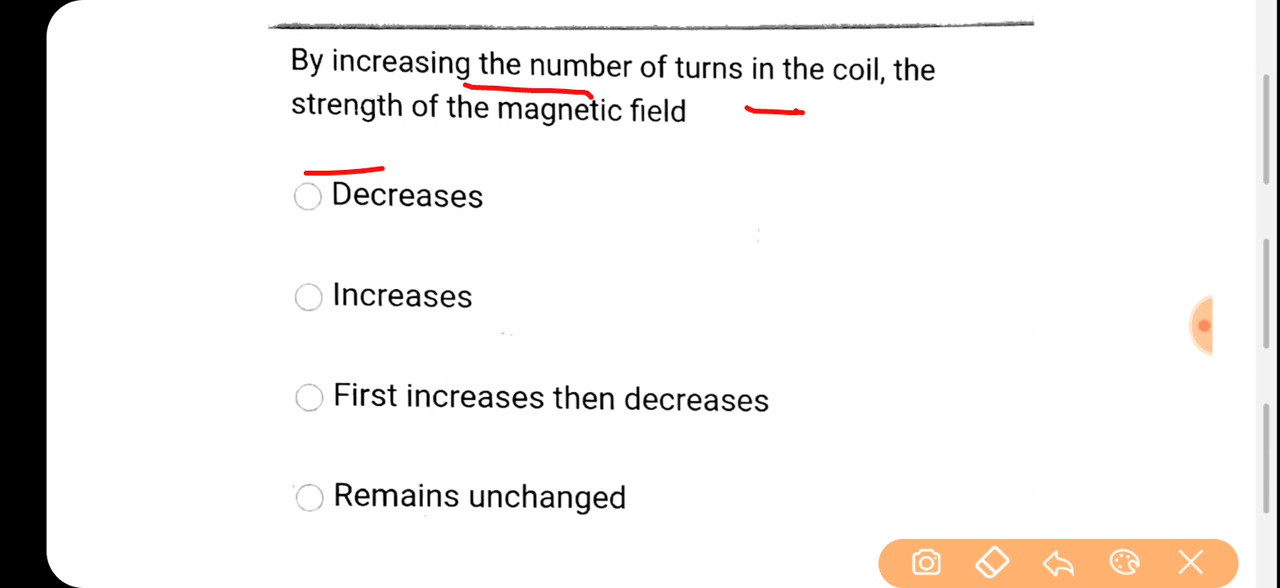 By increasing the number of turns in the coil, the
strength of the magnetic field
Decreases
Increases
First increases then decreases
Remains unchanged